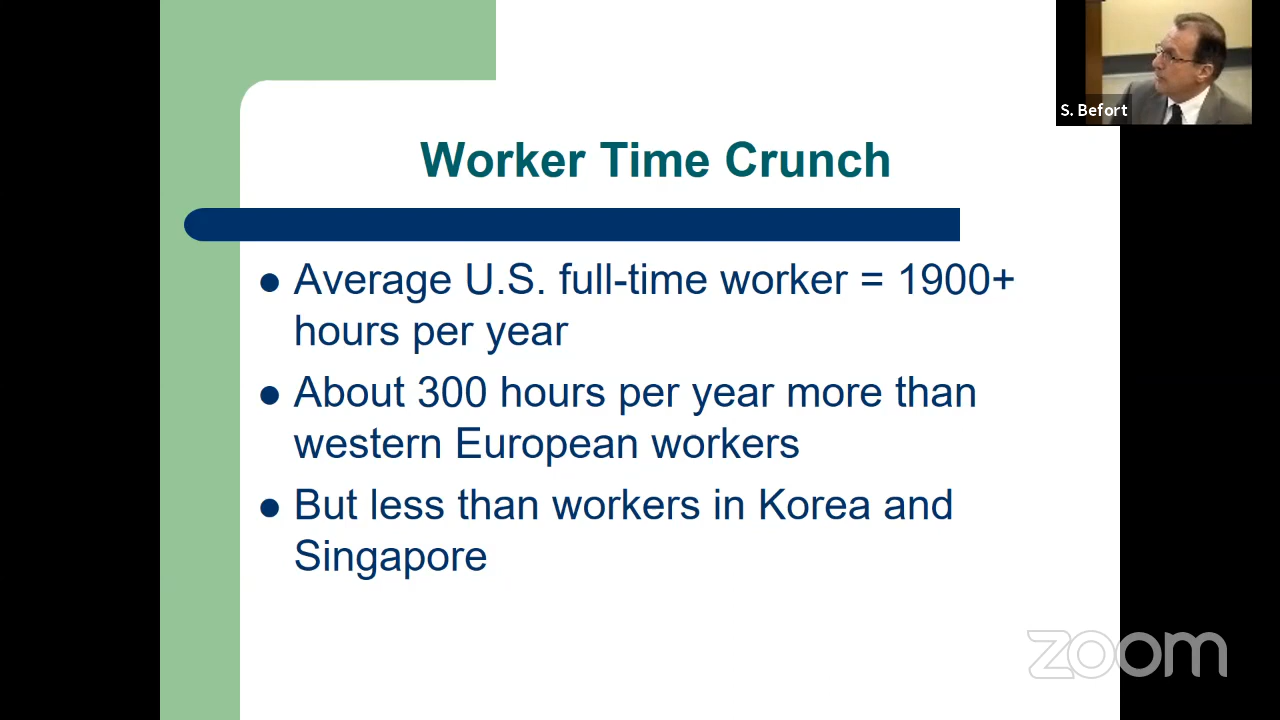 S. Befort
Worker Time Crunch
● Average U.S. full-time worker = 1900+
hours per year
● About 300 hours per year more than
western European workers
● But less than workers in Korea and
Singapore
zoom